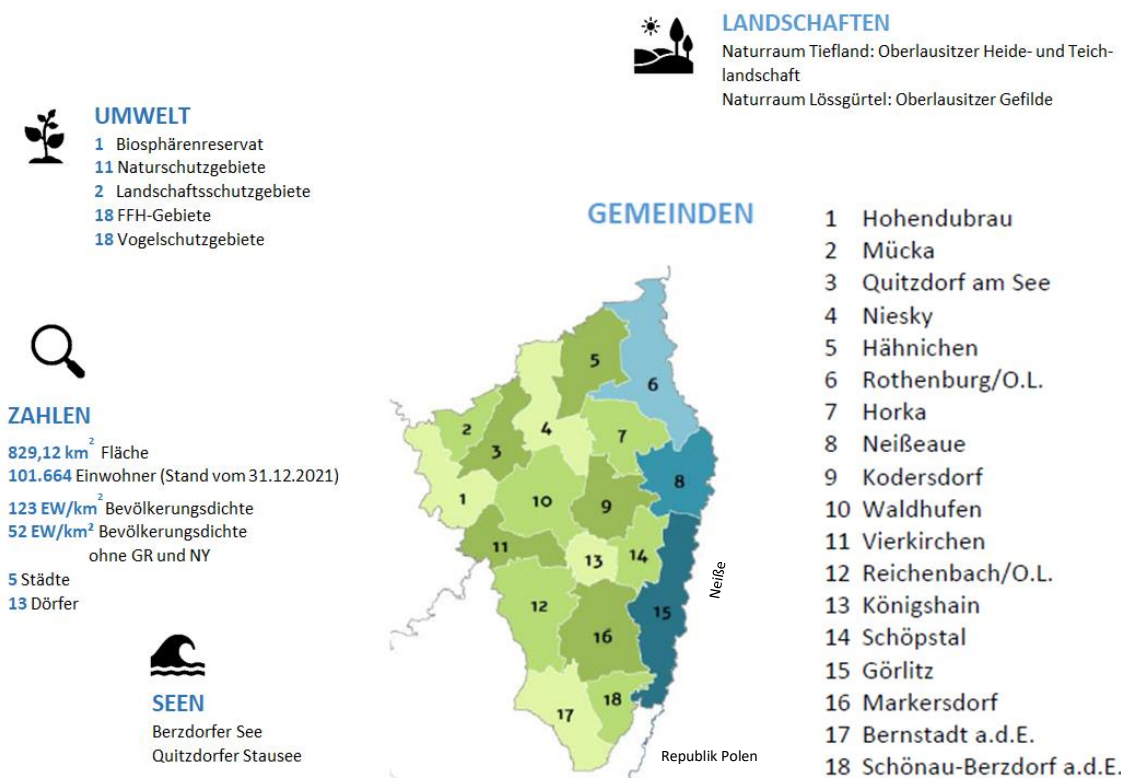 LANDSCHAFTEN
Naturraum Tiefland: Oberlausitzer Heide- und Teich-
landschaft
Naturraum Lössgürtel: Oberlausitzer Gefilde
UMWELT
1 Biosphärenreservat
11 Naturschutzgebiete
2 Landschaftsschutzgebiete
18 FFH-Gebiete
18 Vogelschutzgebiete
ZAHLEN
829,12 km² Fläche
101.664 Einwohner (Stand vom 31.12.2021)
123 EW/km² Bevölkerungsdichte
52 EW/km² Bevölkerungsdichte
ohne GR und NY
5 Städte
13 Dörfer
SEEN
Berzdorfer See
Quitzdorfer Stausee
GEMEINDEN
5
6
2
4
7
3
8
1
10
9
11
13
14
12
15
16
18
17
Neiße
Republik Polen
1 Hohendubrau
2 Mücka
3 Quitzdorf am See
4 Niesky
5 Hähnichen
6 Rothenburg/O.L.
7 Horka
8 Neißeaue
9 Kodersdorf
10 Waldhufen
11 Vierkirchen
12 Reichenbach/O.L.
13 Königshain
14 Schöpstal
15 Görlitz
16 Markersdorf
17 Bernstadt a.d.E.
18 Schönau-Berzdorf a.d.E.